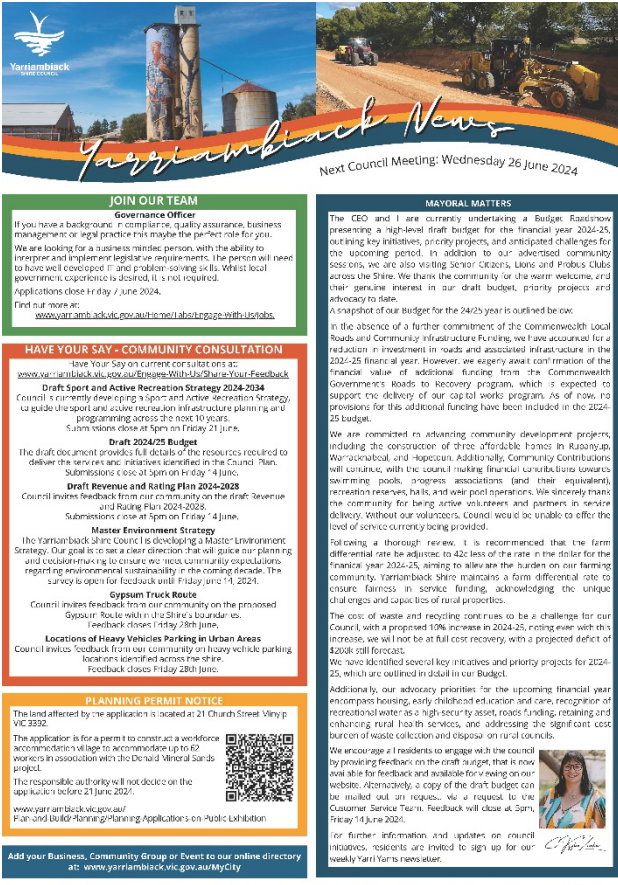 Yarriambiack
SHIRE COUNCIL
Yarriambiack News
Next Council Meeting: Wednesday 26 June 2024
JOIN OUR TEAM
Governance Officer
If you have a background in compliance, quality assurance, business
management or legal practice this maybe the perfect role for you.
We are looking for a business minded person, with the ability to
interpret and implement legislative requirements. The person will need
to have well developed IT and problem-solving skills. Whilst local
government experience is desired, it is not required.
Applications close Friday 7 June 2024.
Find out more at:
www.yarriambiack.vic.gov.au/Home/Tabs/Engage-With-Us/Jobs.
HAVE YOUR SAY - COMMUNITY CONSULTATION
Have Your Say on current consultations at:
www.yarriambiack.vic.gov.au/Engage-With-Us/Share-Your-Feedback
Draft Sport and Active Recreation Strategy 2024-2034
Council is currently developing a Sport and Active Recreation Strategy,
to guide the sport and active recreation infrastructure planning and
programming across the next 10 years.
Submissions close at 5pm on Friday 21 June.
Draft 2024/25 Budget
The draft document provides full details of the resources required to
deliver the services and initiatives identified in the Council Plan.
Submissions close at 5pm on Friday 14 June.
Draft Revenue and Rating Plan 2024-2028
Council invites feedback from our community on the draft Revenue
and Rating Plan 2024-2028.
Submissions close at 5pm on Friday 14 June.
Master Environment Strategy
The Yarriambiack Shire Council is developing a Master Environment
Strategy. Our goal is to set a clear direction that will guide our planning
and decision-making to ensure we meet community expectations
regarding environmental sustainability in the coming decade. The
survey is open for feedback until Friday June 14, 2024.
Gypsum Truck Route
Council invites feedback from our community on the proposed
Gypsum Route within the Shire's boundaries.
Feedback closes Friday 28th June,
Locations of Heavy Vehicles Parking in Urban Areas
Council invites feedback from our community on heavy vehicle parking
locations identified across the shire.
Feedback closes Friday 28th June.
PLANNING PERMIT NOTICE
The land affected by the application is located at 21 Church Street Minyip
VIC 3392.
The application is for a permit to construct a workforce
accommodation village to accommodate up to 62
workers in association with the Donald Mineral Sands
project.
The responsible authority will not decide on the
application before 21 June 2024.
www.yarriambiack.vic.gov.au/
Plan-and-Build/Planning/Planning-Applications-on-Public-Exhibition
Add your Business, Community Group or Event to our online directory
at: www.yarriambiack.vic.gov.au/MyCity
MAYORAL MATTERS
The CEO and I are currently undertaking a Budget Roadshow
presenting a high-level draft budget for the financial year 2024-25,
outlining key initiatives, priority projects, and anticipated challenges for
the upcoming period. In addition to our advertised community
sessions, we are also visiting Senior Citizens, Lions and Probus Clubs
across the Shire. We thank the community for the warm welcome, and
their genuine interest in our draft budget, priority projects and
advocacy to date.
A snapshot of our Budget for the 24/25 year is outlined below:
In the absence of a further commitment of the Commonwealth Local
Roads and Community Infrastructure Funding, we have accounted for a
reduction in investment in roads and associated infrastructure in the
2024-25 financial year. However, we eagerly await confirmation of the
financial value of additional funding from the Commonwealth
Government's Roads to Recovery program, which is expected to
support the delivery of our capital works program. As of now, no
provisions for this additional funding have been included in the 2024-
25 budget.
We are committed to advancing community development projects,
including the construction of three affordable homes in Rupanyup,
Warracknabeal, and Hopetoun. Additionally, Community Contributions
will continue, with the council making financial contributions towards
swimming pools, progress associations (and their equivalent),
recreation reserves, halls, and weir pool operations. We sincerely thank
the community for being active volunteers and partners in service
delivery. Without our volunteers, Council would be unable to offer the
level of service currently being provided.
Following a thorough review, it is recommended that the farm
differential rate be adjusted to 42c less of the rate in the dollar for the
finanical year 2024-25, aiming to alleviate the burden on our farming
community. Yarriambiack Shire maintains a farm differential rate to
ensure fairness in service funding, acknowledging the unique
challenges and capacities of rural properties.
The cost of waste and recycling continues to be a challenge for our
Council, with a proposed 10% increase in 2024-25, noting even with this
increase, we will not be at full cost recovery, with a projected deficit of
$200k still forecast.
We have identified several key initiatives and priority projects for 2024-
25, which are outlined in detail in our Budget.
Additionally, our advocacy priorities for the upcoming financial year
encompass housing, early childhood education and care, recognition of
recreational water as a high-security asset, roads funding, retaining and
enhancing rural health services, and addressing the significant cost
burden of waste collection and disposal on rural councils.
We encourage all residents to engage with the council
by providing feedback on the draft budget, that is now
available for feedback and available for viewing on our
website. Alternatively, a copy of the draft budget can
be mailed out on request, via a request to the
Customer Service Team. Feedback will close at 5pm,
Friday 14 June 2024.
For further information and updates on council
initiatives, residents are invited to sign up for our
weekly Yarri Yarns newsletter.